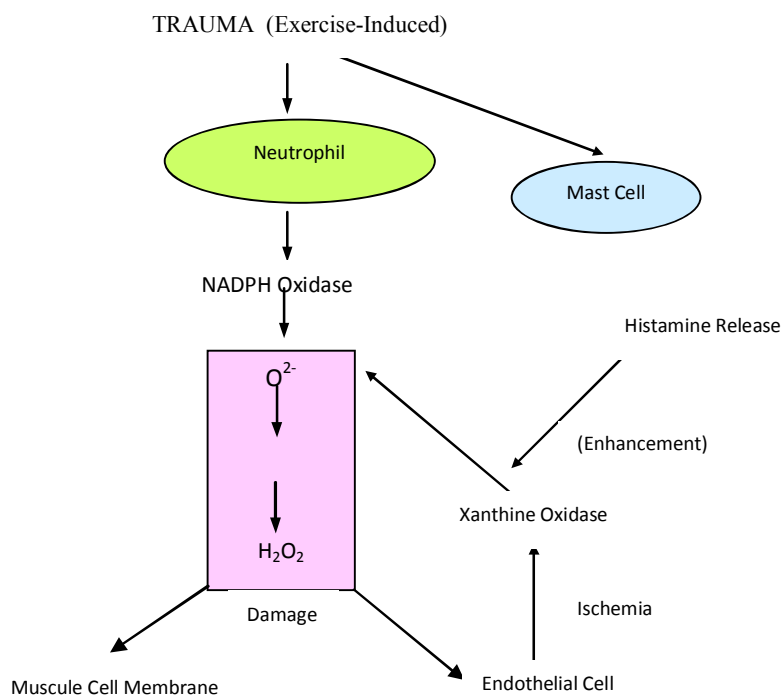 TRAUMA (Exercise-Induced)
Neutrophil
Mast Cell
NADPH Oxidase
Histamine Release
O²⁻
(Enhancement)
Xanthine Oxidase
H₂O₂
Ischemia
Damage
Muscule Cell Membrane
Endothelial Cell